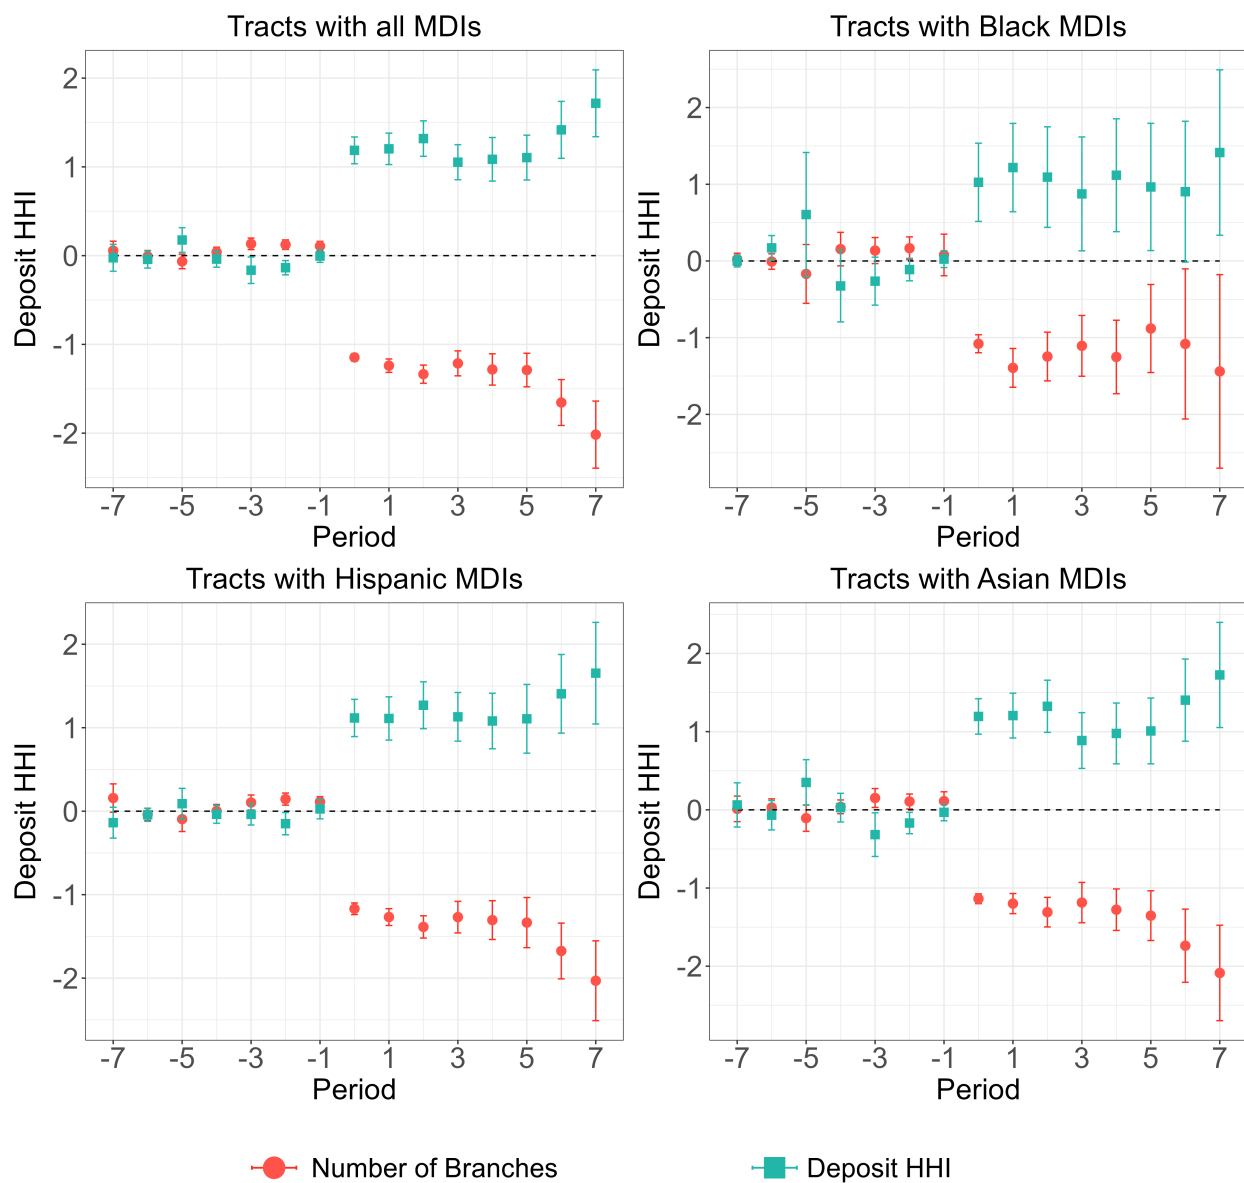 Tracts with all MDIs
Deposit HHI
2
1
0
-1
-2
-7 -5 -3 -1 1 3 5 7
Period
Tracts with Black MDIs
Deposit HHI
2
1
0
-1
-2
-7 -5 -3 -1 1 3 5 7
Period
Tracts with Hispanic MDIs
Deposit HHI
2
1
0
-1
-2
-7 -5 -3 -1 1 3 5 7
Period
Tracts with Asian MDIs
Deposit HHI
2
1
0
-1
-2
-7 -5 -3 -1 1 3 5 7
Period
Number of Branches
Deposit HHI